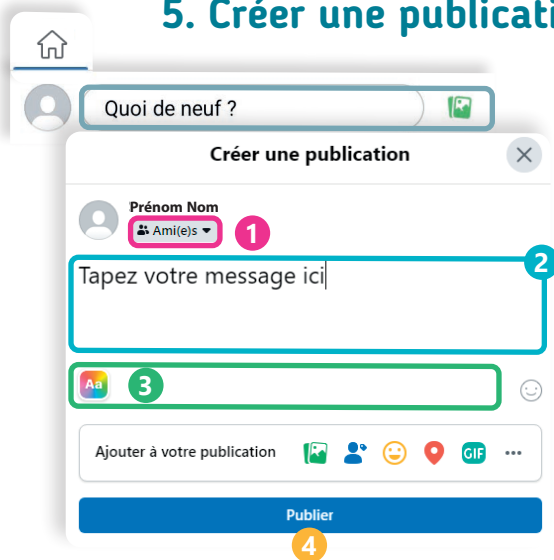 5. Créer une publicati
Quoi de neuf ?
Créer une publication
Prénom Nom
Ami(e)s
1
Tapez votre message ici
2
Aa
3
Ajouter à votre publication
GIF
Publier
4